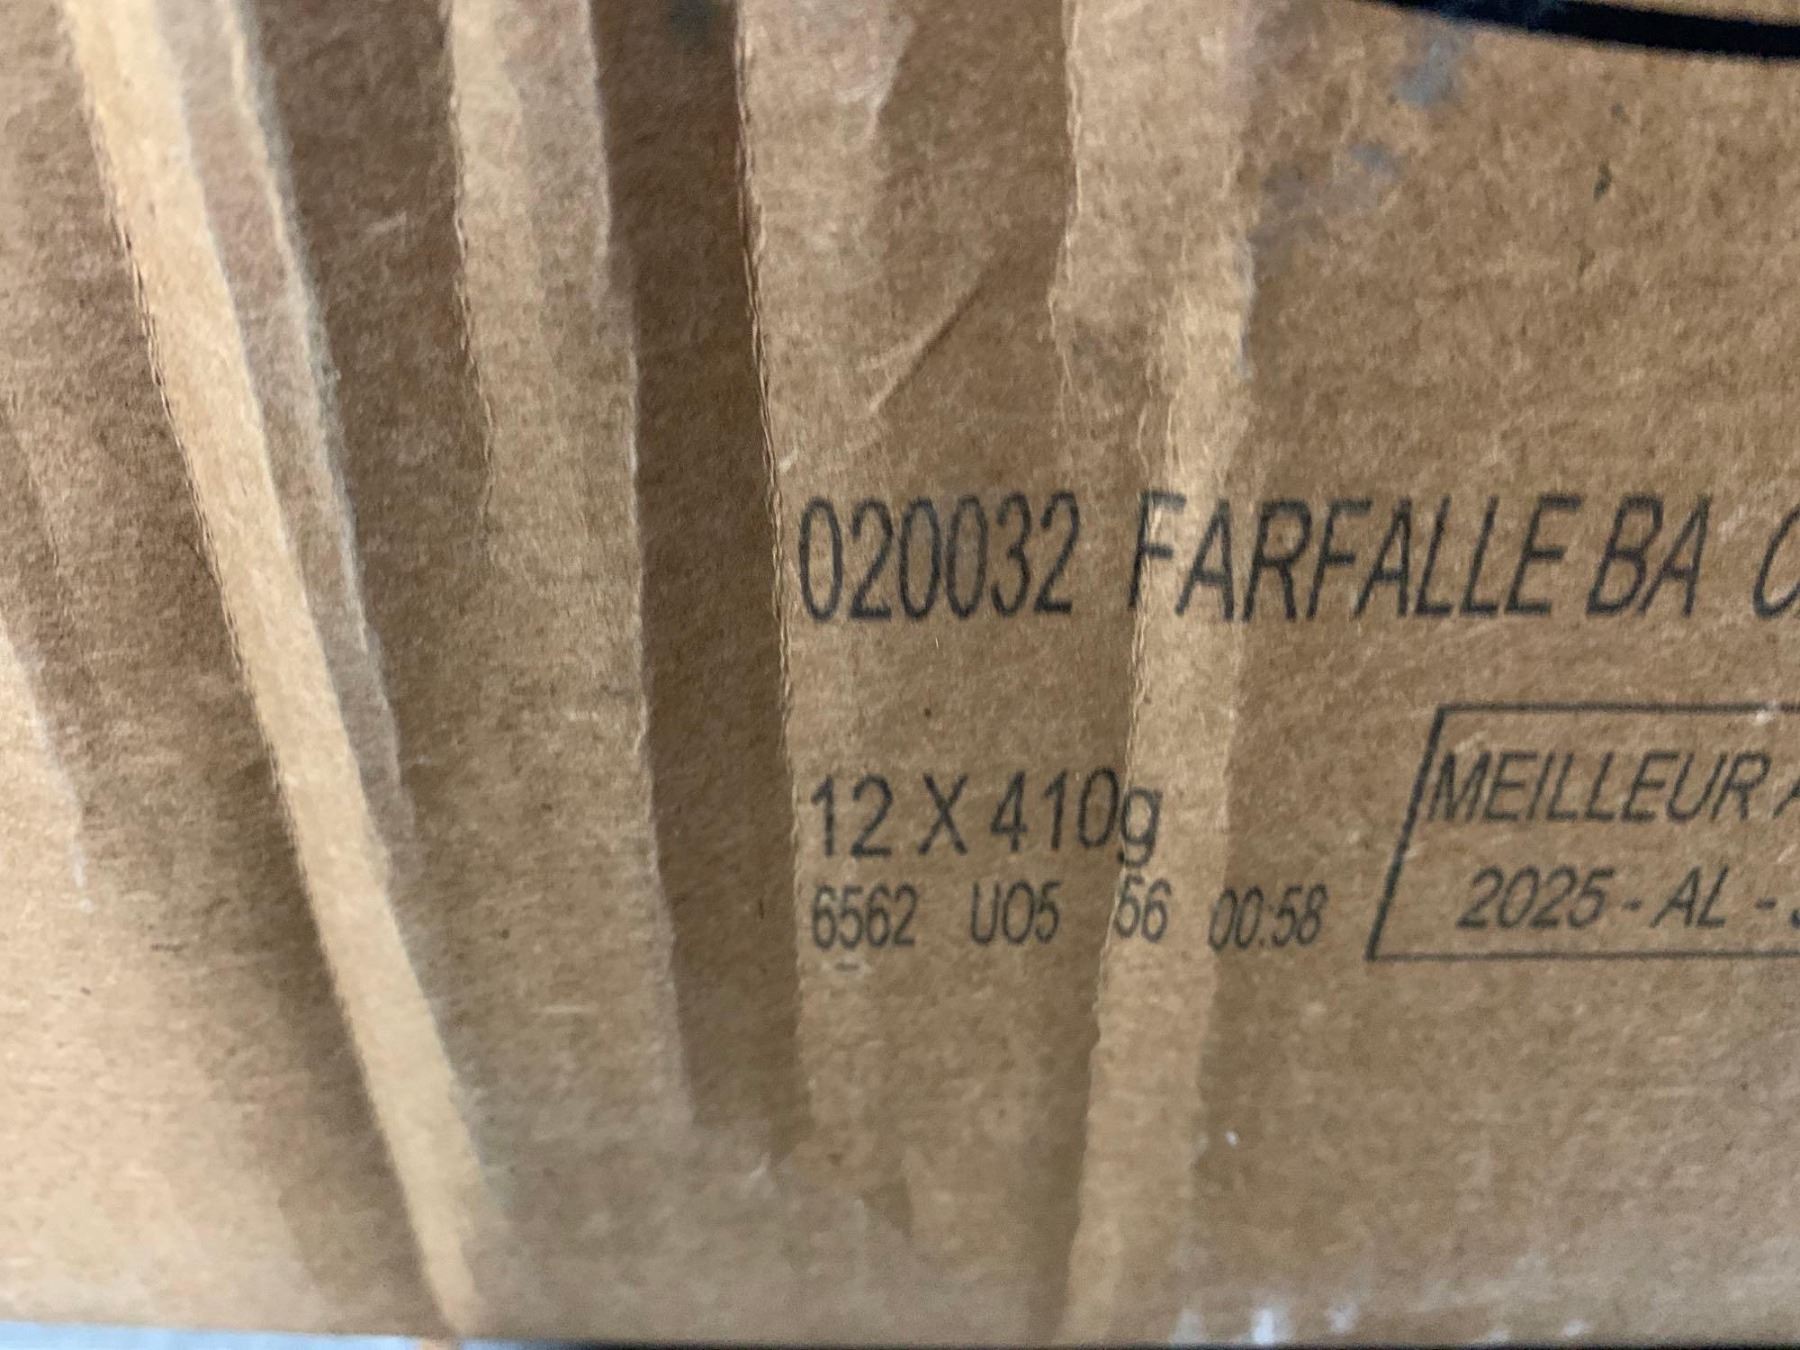 020032 FARFALLE BA
12 X 410g
6562 UO5 56 00:58
MEILLEUR
2025 - AL -